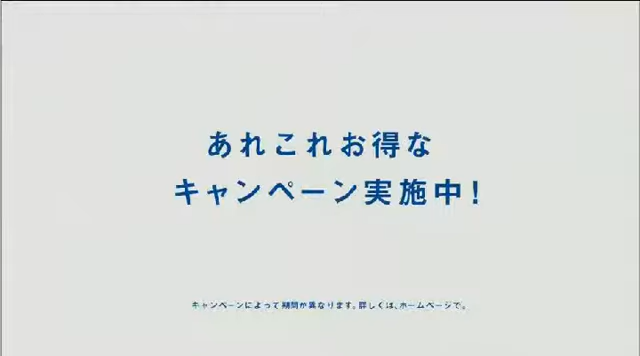 あれこれお得な
キャンペーン実施中!
キャンペーンによって期間が異なります。詳しくは、ホームページで。